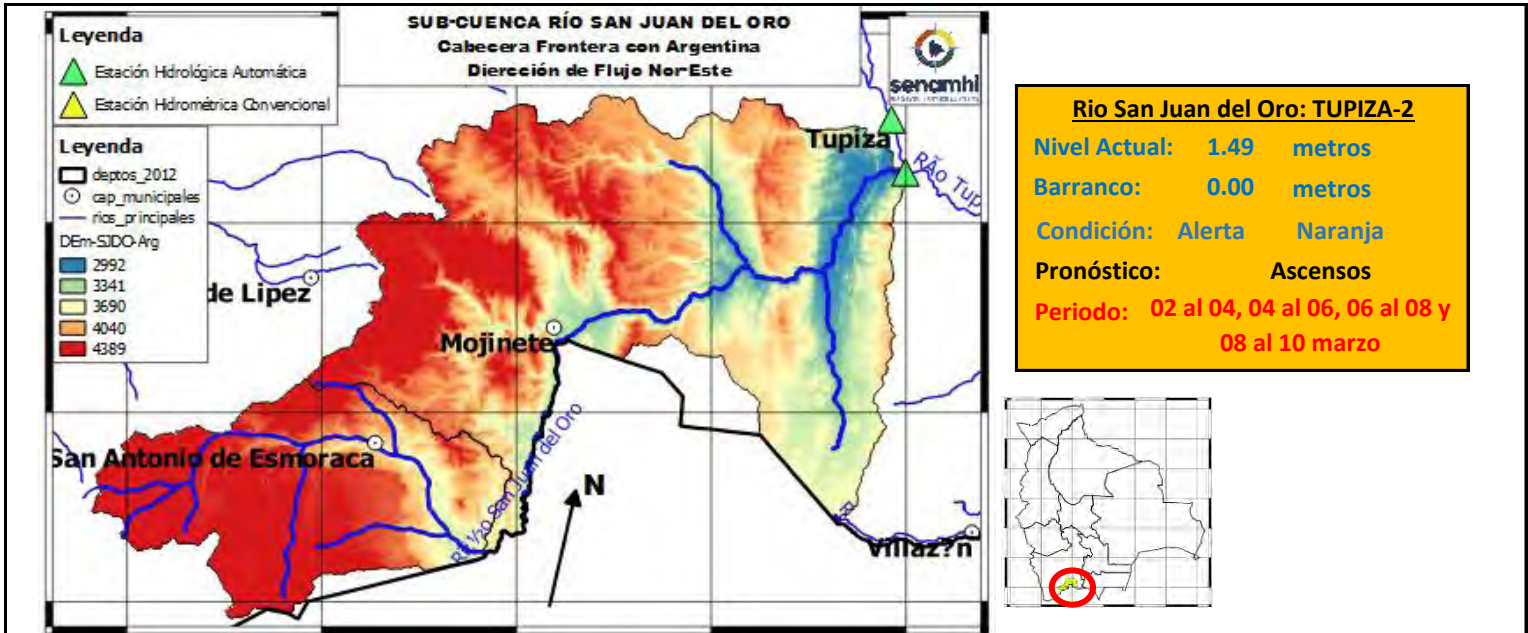 SUB-CUENCA RÍO SAN JUAN DEL ORO
Cabecera Frontera con Argentina
Diercción de Flujo Nor-Este
senamhi
Leyenda
Estación Hidrológica Automática
Estación Hidrométrica Convencional
Leyenda
deptos_2012
cap_municipales
rios_principales
DEm-SJDO-Arg
2992
3341
3690
4040
4389
Tupiza
RÃ­o Tup
de Lipez
Mojinete
San Antonio de Esmoraca
San Juan del Oro
N
Villaz?n
Rio San Juan del Oro: TUPIZA-2
Nivel Actual: 1.49 metros
Barranco: 0.00 metros
Condición: Alerta Naranja
Pronóstico: Ascensos
Periodo: 02 al 04, 04 al 06, 06 al 08 y
08 al 10 marzo